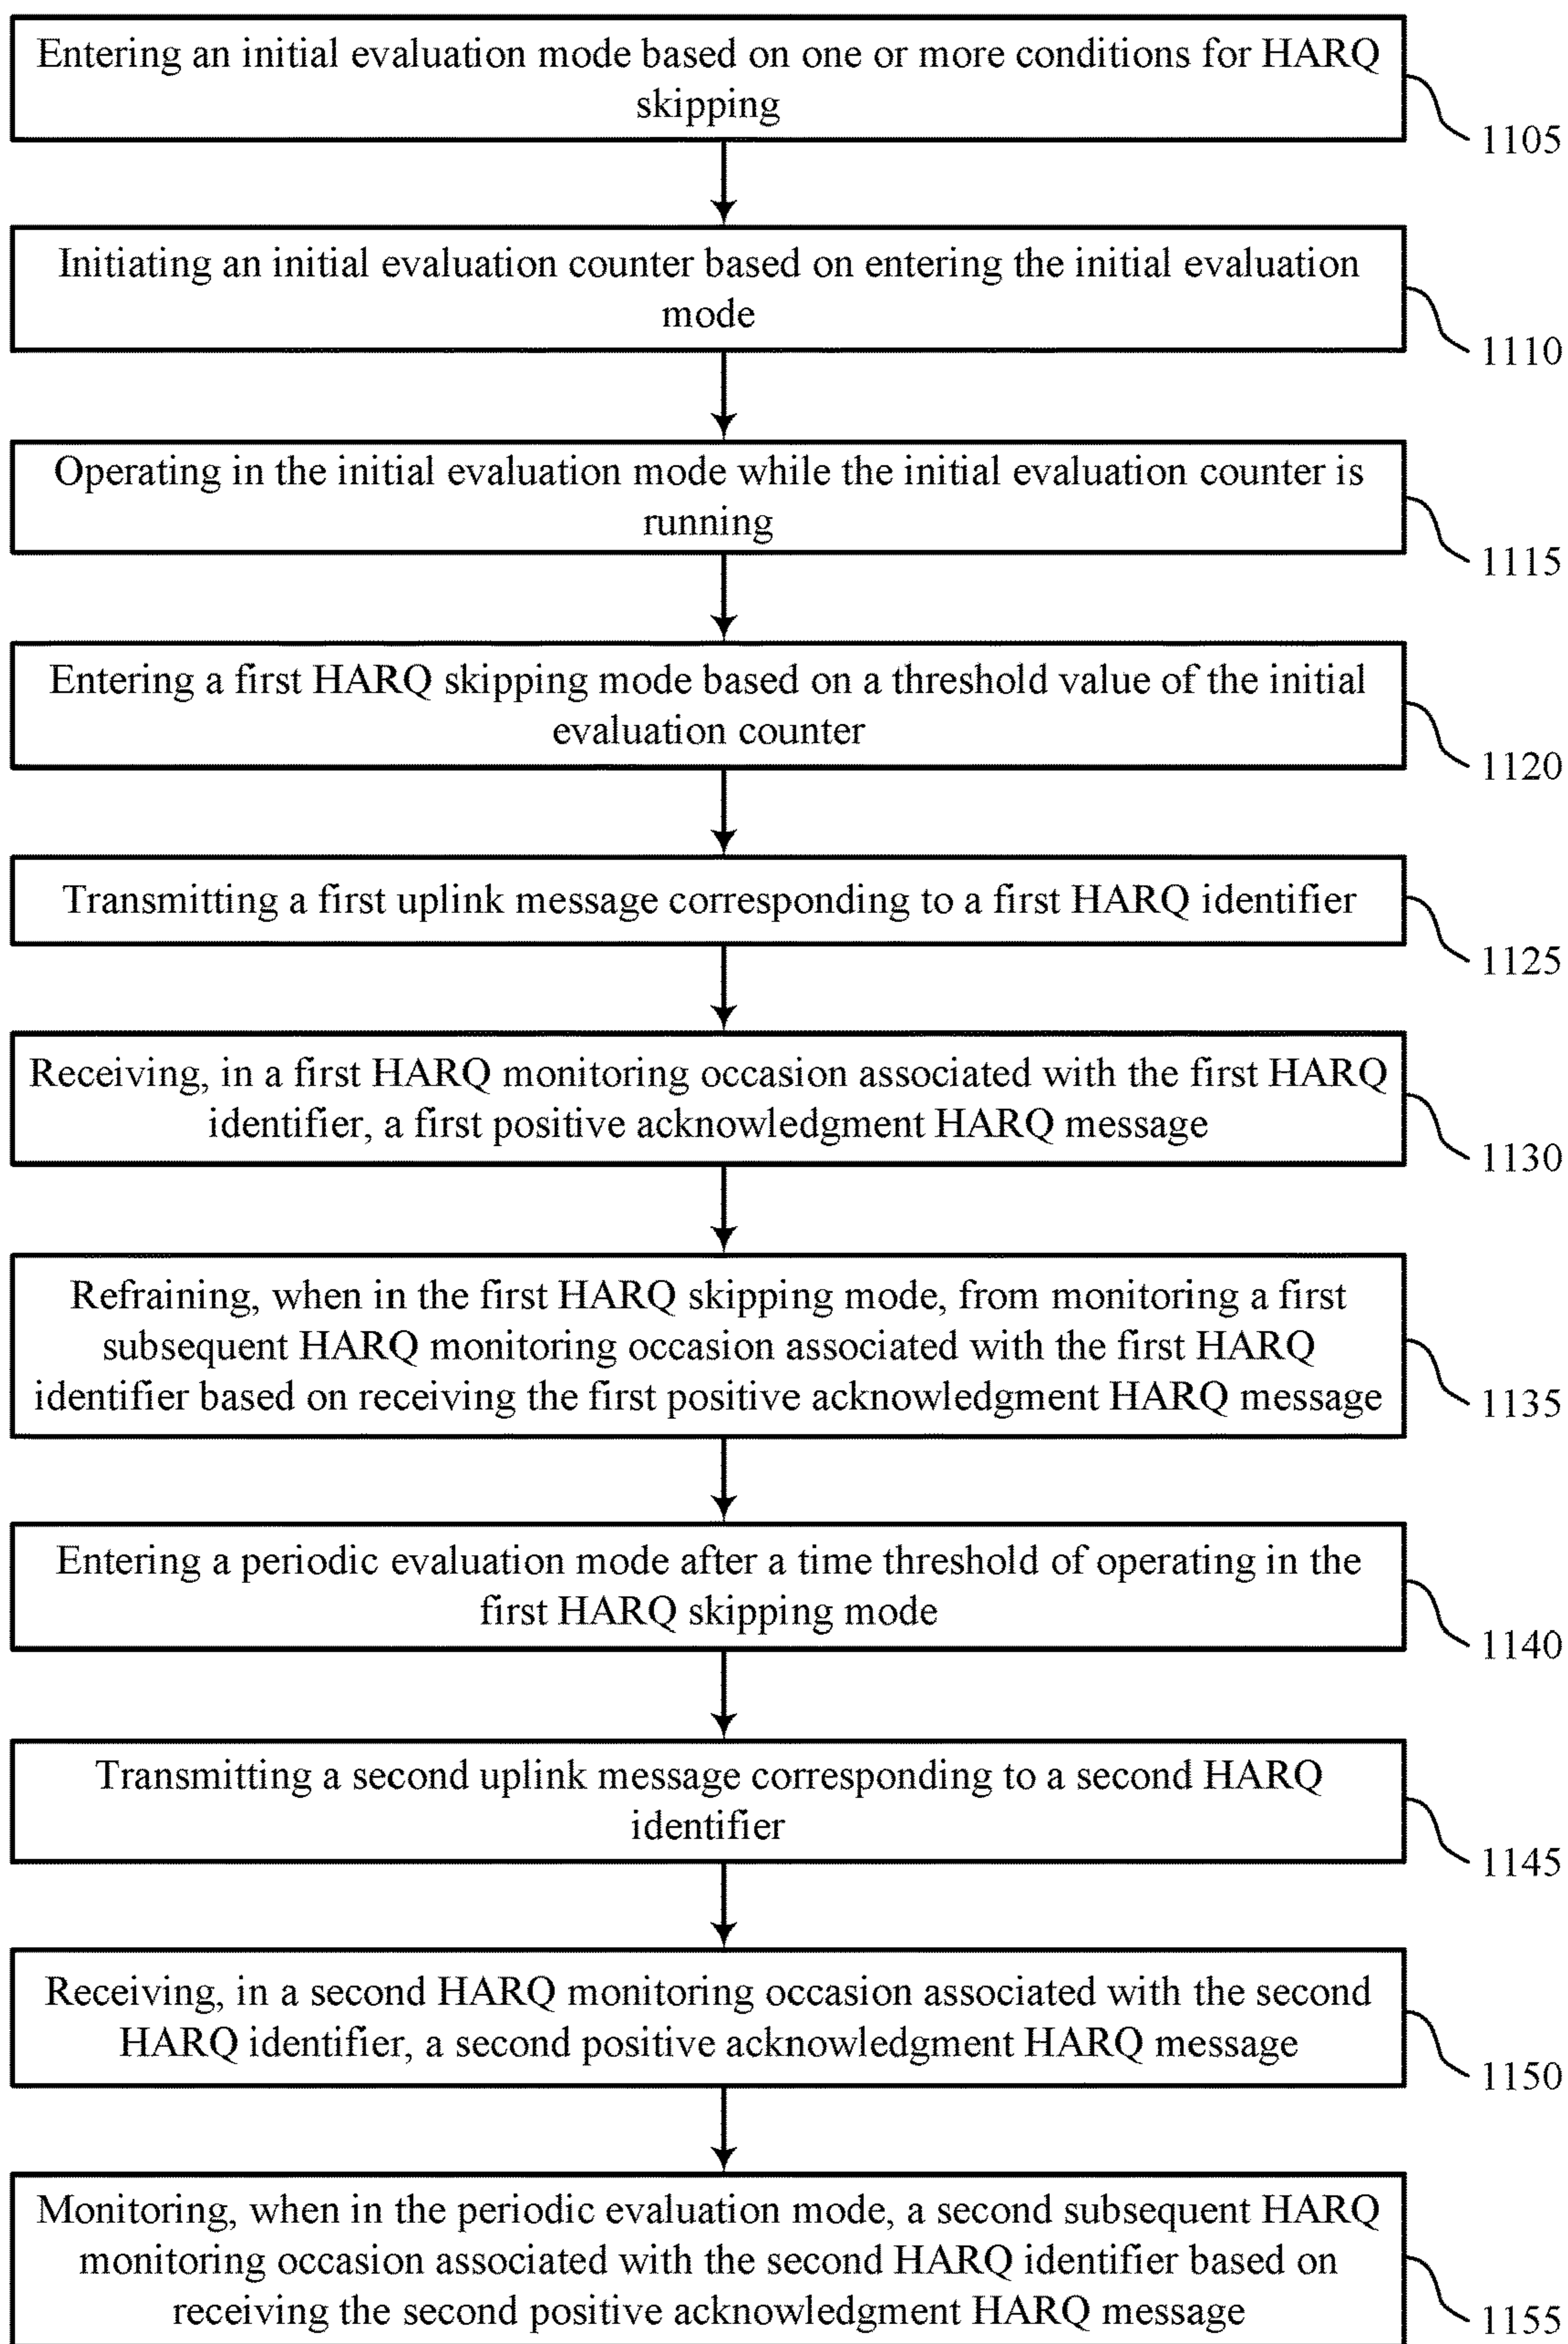 Entering an initial evaluation mode based on one or more conditions for HARQ
skipping
1105
Initiating an initial evaluation counter based on entering the initial evaluation
mode
1110
Operating in the initial evaluation mode while the initial evaluation counter is
running
1115
Entering a first HARQ skipping mode based on a threshold value of the initial
evaluation counter
1120
Transmitting a first uplink message corresponding to a first HARQ identifier
1125
Receiving, in a first HARQ monitoring occasion associated with the first HARQ
identifier, a first positive acknowledgment HARQ message
1130
Refraining, when in the first HARQ skipping mode, from monitoring a first
subsequent HARQ monitoring occasion associated with the first HARQ
identifier based on receiving the first positive acknowledgment HARQ message
1135
Entering a periodic evaluation mode after a time threshold of operating in the
first HARQ skipping mode
1140
Transmitting a second uplink message corresponding to a second HARQ
identifier
1145
Receiving, in a second HARQ monitoring occasion associated with the second
HARQ identifier, a second positive acknowledgment HARQ message
1150
Monitoring, when in the periodic evaluation mode, a second subsequent HARQ
monitoring occasion associated with the second HARQ identifier based on
receiving the second positive acknowledgment HARQ message
1155